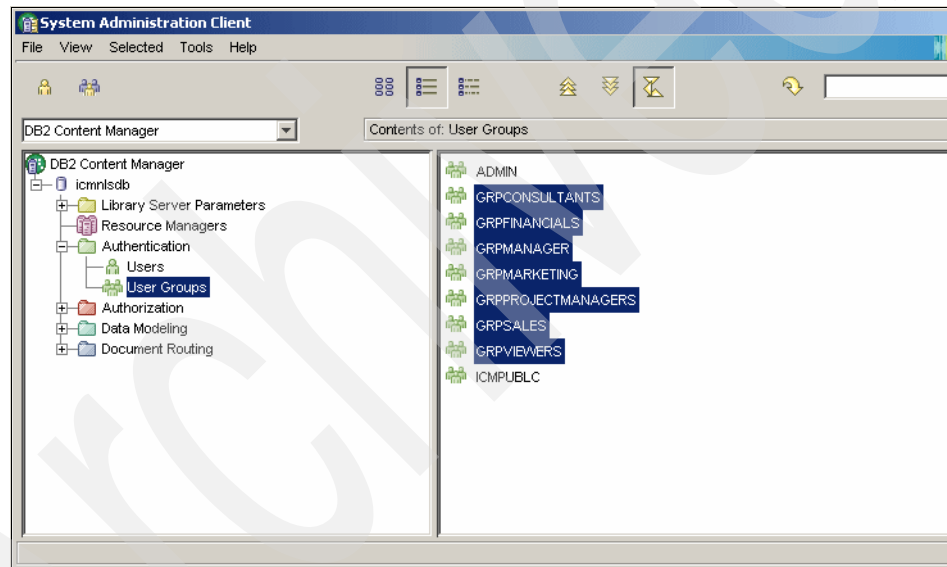 System Administration Client
File View Selected Tools Help
DB2 Content Manager
Contents of: User Groups
DB2 Content Manager
icmnlsdb
Library Server Parameters
Resource Managers
Authentication
Users
User Groups
Authorization
Data Modeling
Document Routing
ADMIN
GRPCONSULTANTS
GRPFINANCIALS
GRPMANAGER
GRPMARKETING
GRPPROJECTMANAGERS
GRPSALES
GRPVIEWERS
ICMPUBLC